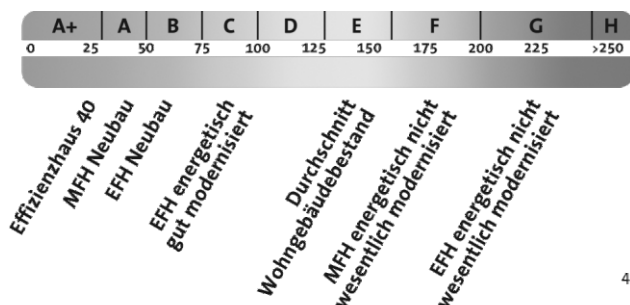 A+ A B C D E F G H
0 25 50 75 100 125 150 175 200 225 >250
Effizienzhaus 40
MFH Neubau
EFH Neubau
EFH energetisch
gut modernisiert
Durchschnitt
Wohngebäudebestand
MFH energetisch nicht
wesentlich modernisiert
EFH energetisch nicht
wesentlich modernisiert
4